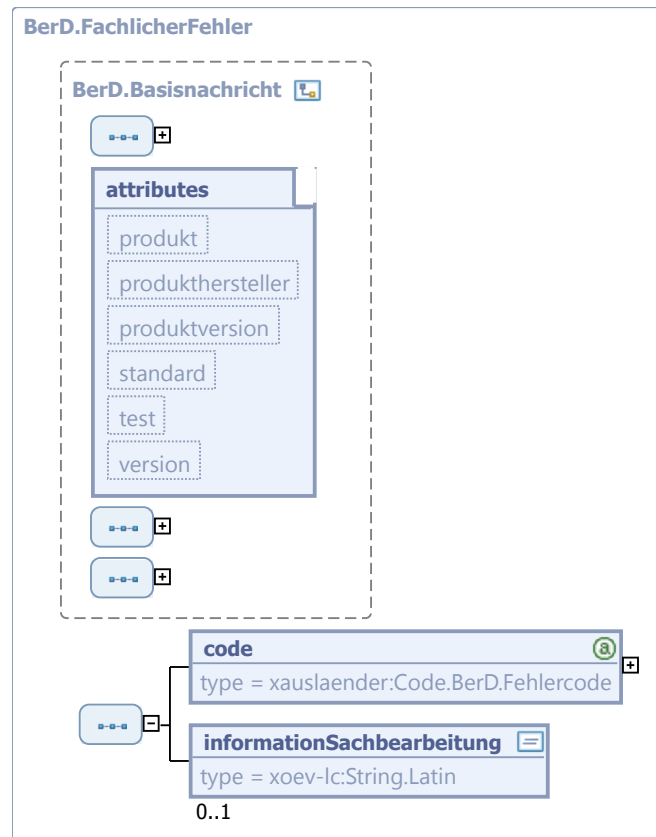 BerD.FachlicherFehler
BerD.Basisnachricht
attributes
produkt
produkthersteller
produktversion
standard
test
version
code
type = xauslaender:Code.BerD.Fehlercode
informationSachbearbeitung
type = xoev-lc:String.Latin
0..1